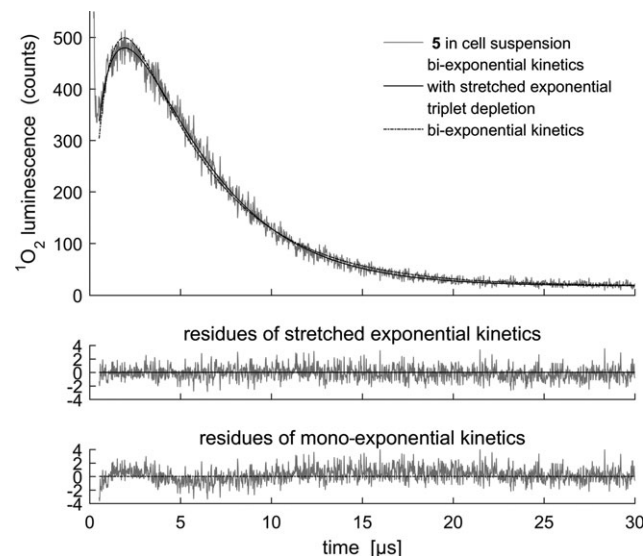 500
400
300
200
100
0
¹O₂ luminescence (counts)
5 in cell suspension
bi-exponential kinetics
with stretched exponential
triplet depletion
bi-exponential kinetics
residues of stretched exponential kinetics
4
2
0
-2
-4
residues of mono-exponential kinetics
4
2
0
-2
-4
0 5 10 15 20 25 30
time [µs]